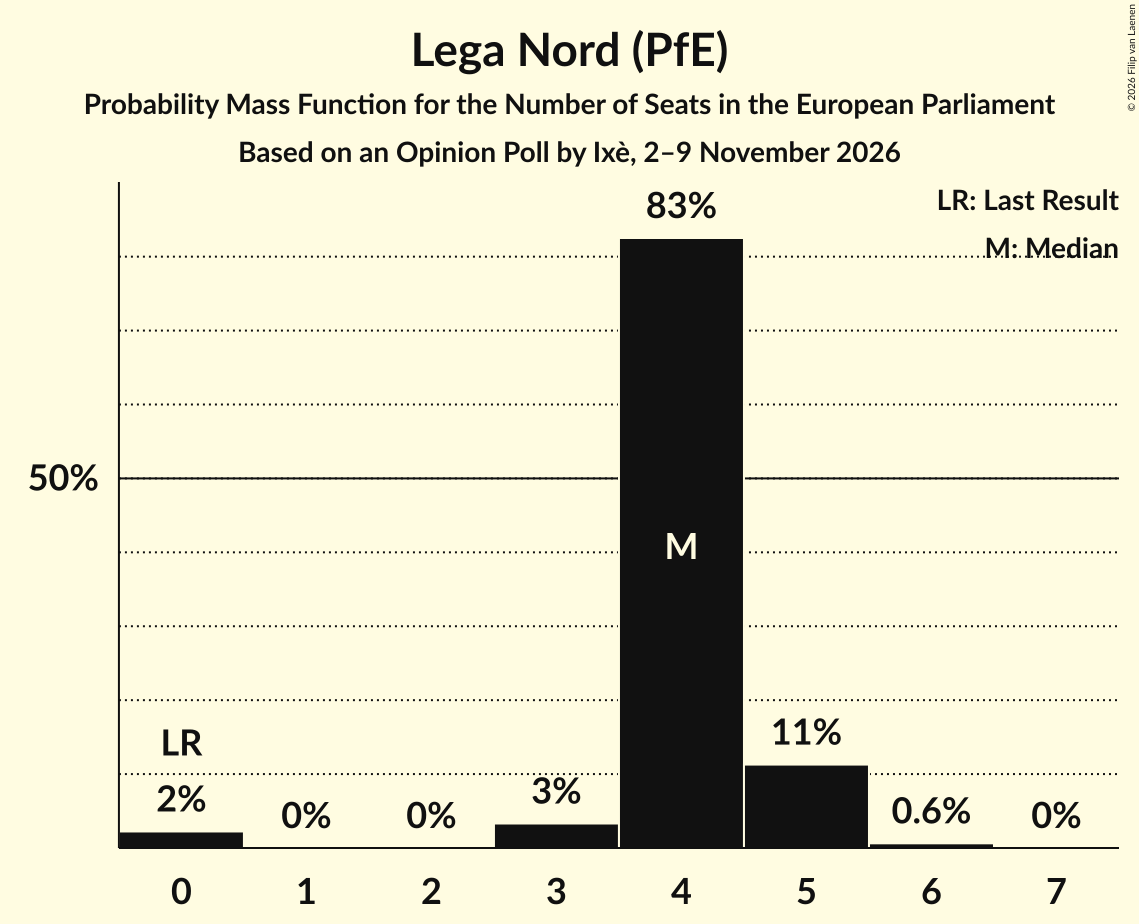 Lega Nord (PfE)
Probability Mass Function for the Number of Seats in the European Parliament
Based on an Opinion Poll by Ixè, 2–9 November 2026
© 2026 Filip van Laenen
LR: Last Result
M: Median
83%
50%
M
LR
2%
0%
0%
3%
11%
0.6%
0%
0
1
2
3
4
5
6
7